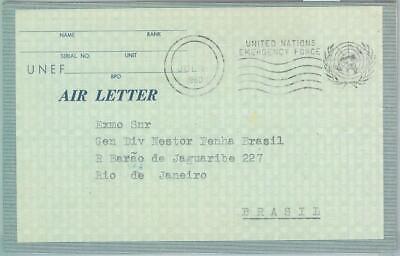 NAME RANK
SERIAL NO. UNIT
UNEF
BPO
AIR LETTER
UNITED NATIONS
EMERGENCY FORCE
1960
Exmo Snr
Gen Div Nestor Penha Brasil
R Barão de Jaguaribe 227
Rio de Janeiro
BRASIL